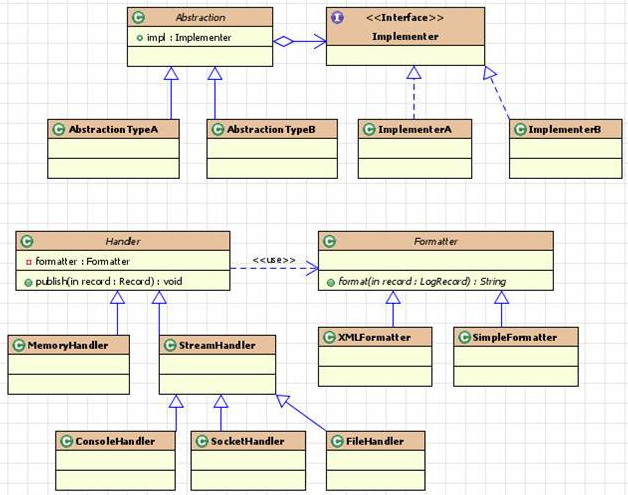 C Abstraction
impl : Implementer
I <<Interface>>
Implementer
C AbstractionTypeA
C AbstractionTypeB
C ImplementerA
C ImplementerB
C Handler
formatter : Formatter
publish(in record : Record) : void
<<use>>
C Formatter
format(in record : LogRecord) : String
C MemoryHandler
C StreamHandler
C XMLFormatter
C SimpleFormatter
C ConsoleHandler
C SocketHandler
C FileHandler